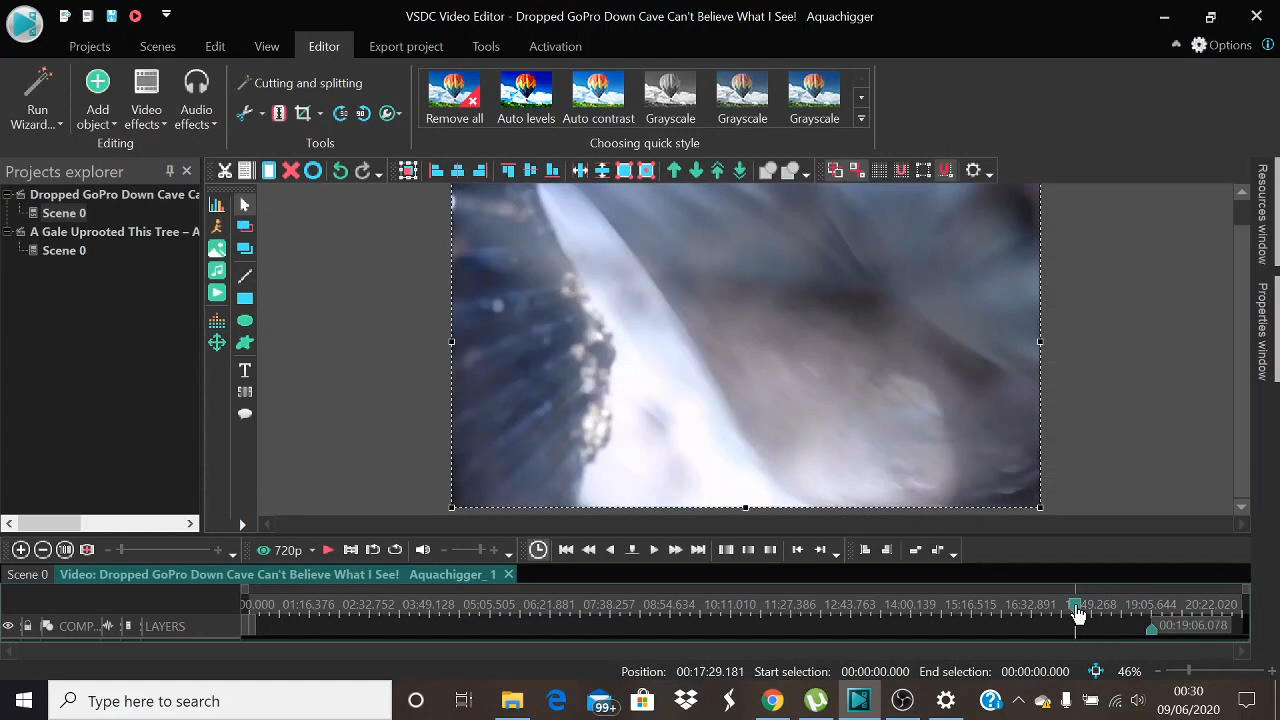 VSDC Video Editor - Dropped GoPro Down Cave Can't Believe What I See! Aquachigger
Projects Scenes Edit View Editor Export project Tools Activation Options
Run Wizard...
Add object
Video effects
Audio effects
Editing
Cutting and splitting
Tools
Remove all
Auto levels
Auto contrast
Grayscale
Grayscale
Grayscale
Choosing quick style
Projects explorer
Dropped GoPro Down Cave Ca
Scene 0
A Gale Uprooted This Tree – A
Scene 0
Resources window
Properties window
T
720p
Scene 0 Video: Dropped GoPro Down Cave Can't Believe What I See! Aquachigger_ 1
00.000 01:16.376 02:32.752 03:49.128 05:05.505 06:21.881 07:38.257 08:54.634 10:11.010 11:27.386 12:43.763 14:00.139 15:16.515 16:32.891 49.268 19:05.644 20:22.020
COMP... LAYERS
00:19:06.078
Position: 00:17:29.181 Start selection: 00:00:00.000 End selection: 00:00:00.000 46%
Type here to search
99+
00:30
09/06/2020